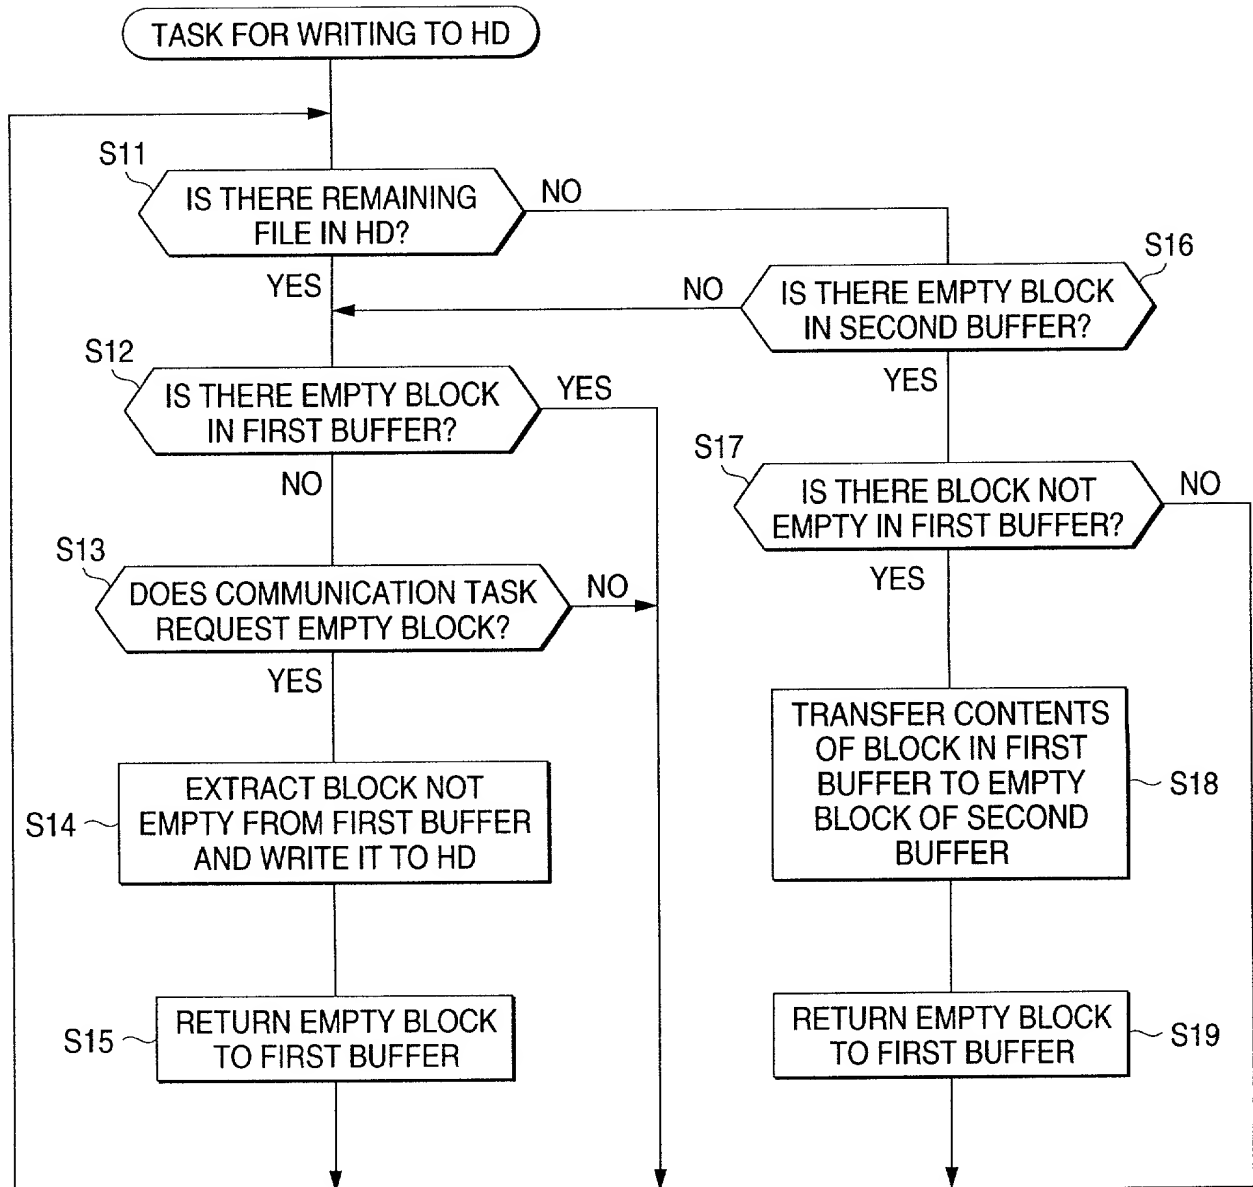 TASK FOR WRITING TO HD
S11
IS THERE REMAINING
FILE IN HD?
NO
YES
S16
IS THERE EMPTY BLOCK
IN SECOND BUFFER?
NO
YES
S12
IS THERE EMPTY BLOCK
IN FIRST BUFFER?
YES
NO
S17
IS THERE BLOCK NOT
EMPTY IN FIRST BUFFER?
NO
YES
S13
DOES COMMUNICATION TASK
REQUEST EMPTY BLOCK?
NO
YES
S14
EXTRACT BLOCK NOT
EMPTY FROM FIRST BUFFER
AND WRITE IT TO HD
TRANSFER CONTENTS
OF BLOCK IN FIRST
BUFFER TO EMPTY
BLOCK OF SECOND
BUFFER
S18
S15
RETURN EMPTY BLOCK
TO FIRST BUFFER
RETURN EMPTY BLOCK
TO FIRST BUFFER
S19